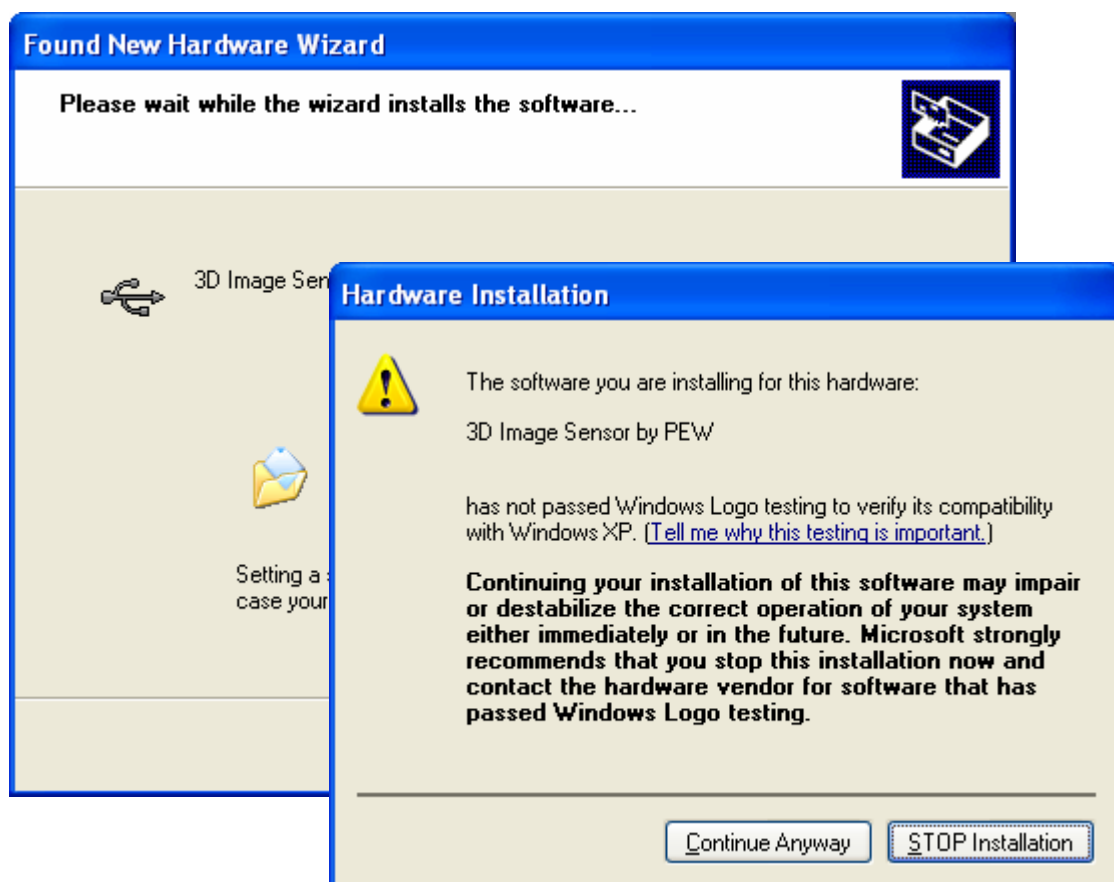 Found New Hardware Wizard
Please wait while the wizard installs the software...
3D Image Sen
Setting a
case your
Hardware Installation
The software you are installing for this hardware:
3D Image Sensor by PEW
has not passed Windows Logo testing to verify its compatibility
with Windows XP. (Tell me why this testing is important.)
Continuing your installation of this software may impair
or destabilize the correct operation of your system
either immediately or in the future. Microsoft strongly
recommends that you stop this installation now and
contact the hardware vendor for software that has
passed Windows Logo testing.
Continue Anyway
STOP Installation